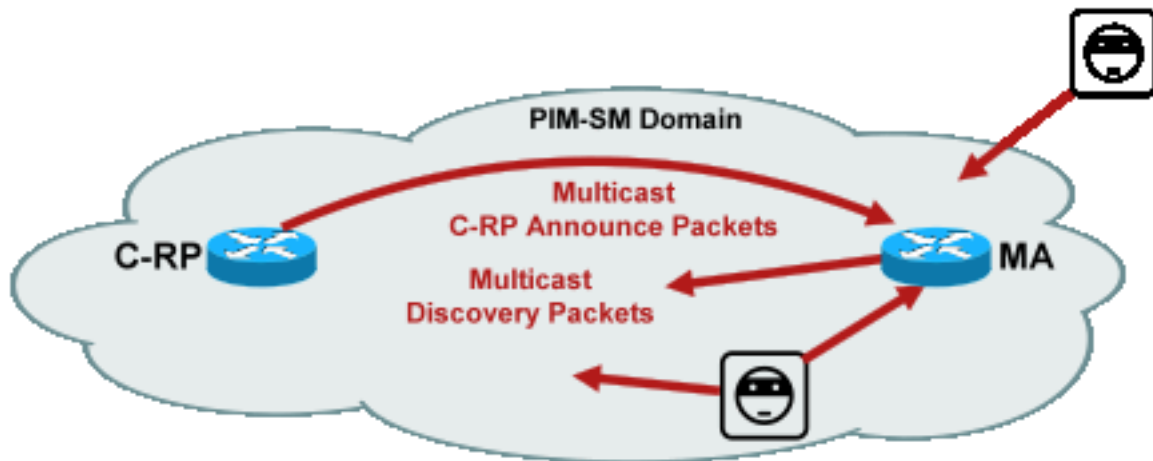 PIM-SM Domain
Multicast
C-RP Announce Packets
C-RP
MA
Multicast
Discovery Packets